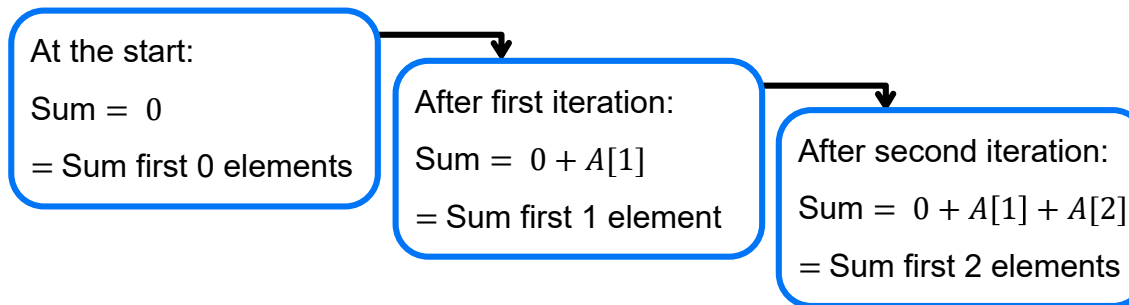 At the start:
Sum = 0
= Sum first 0 elements
After first iteration:
Sum = 0 + A[1]
= Sum first 1 element
After second iteration:
Sum = 0 + A[1] + A[2]
= Sum first 2 elements